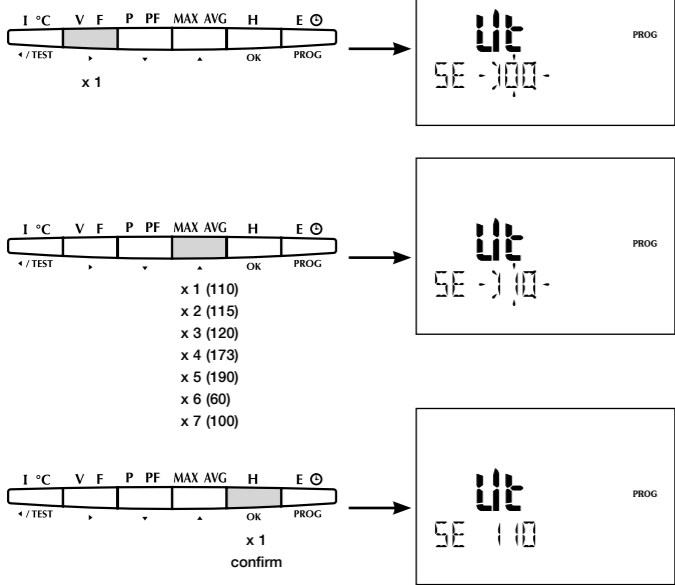 I °C V F P PF MAX AVG H E
/ TEST OK PROG
x 1
Ut
SE 100
PROG
I °C V F P PF MAX AVG H E
/ TEST OK PROG
x 1 (110)
x 2 (115)
x 3 (120)
x 4 (173)
x 5 (190)
x 6 (60)
x 7 (100)
Ut
SE 110
PROG
I °C V F P PF MAX AVG H E
/ TEST OK PROG
x 1
confirm
Ut
SE 110
PROG